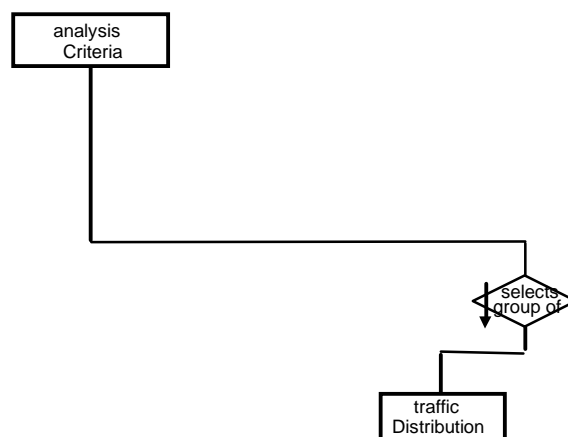 analysis
Criteria
selects
group of
traffic
Distribution